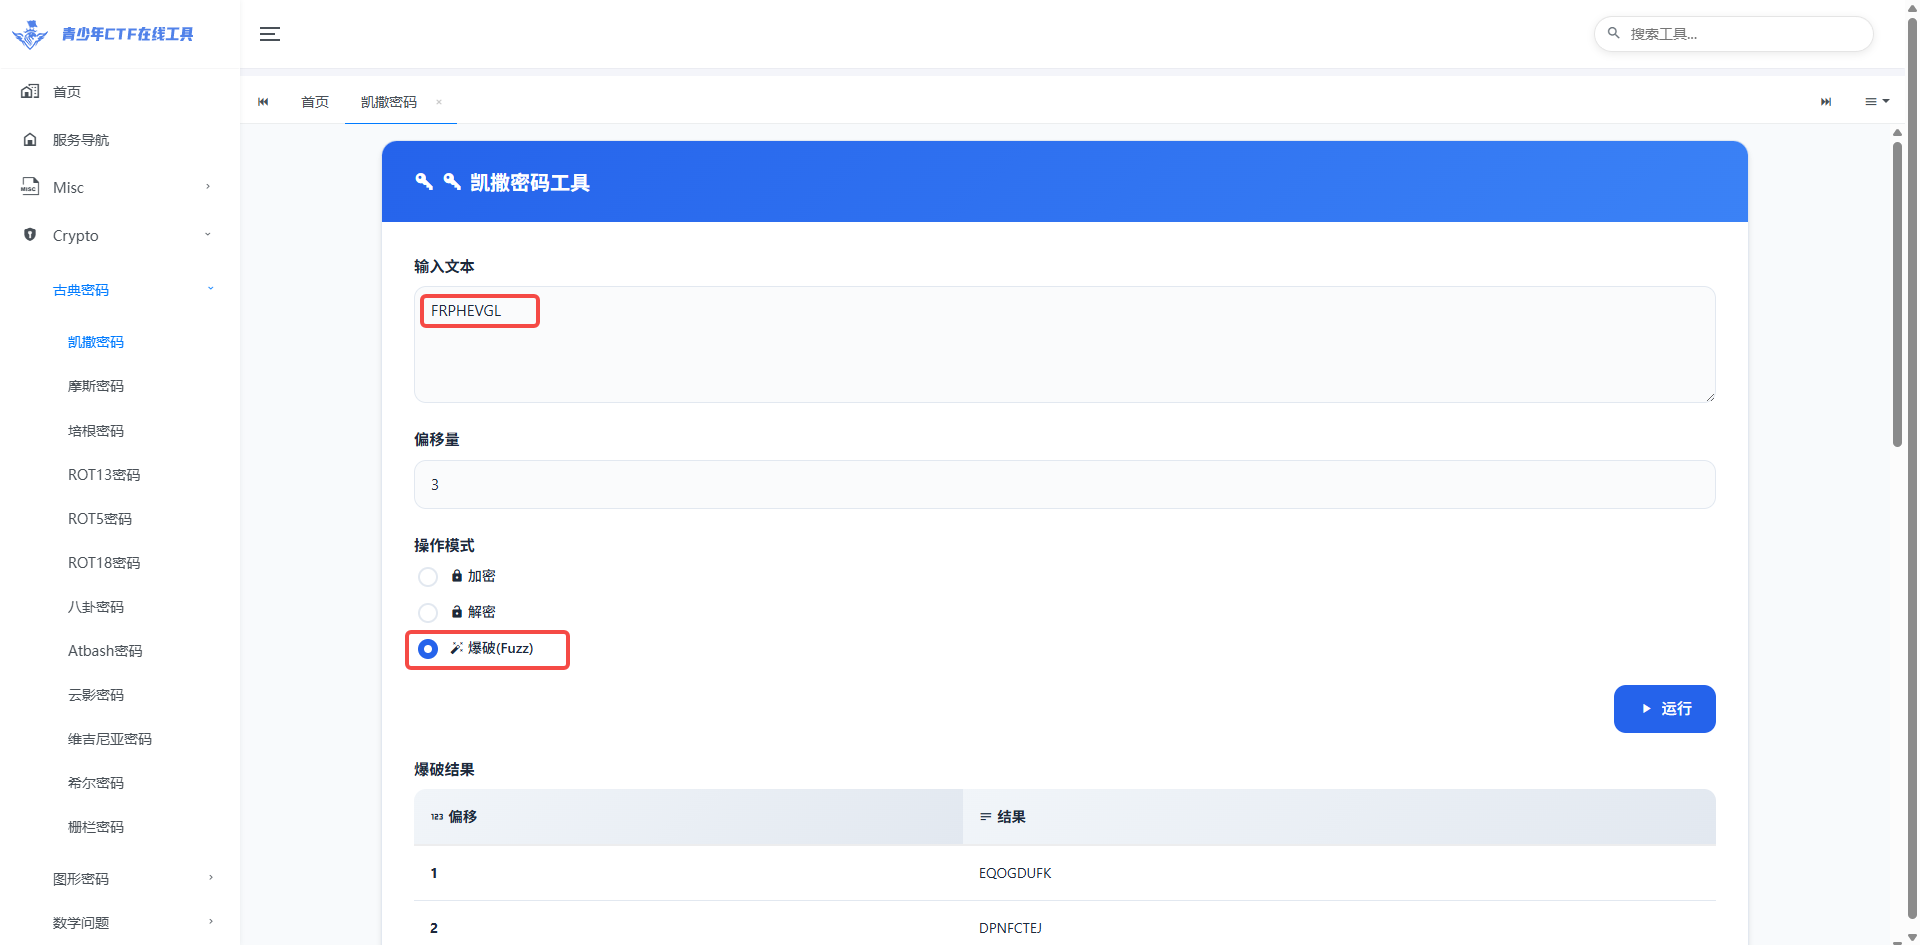 青少年CTF在线工具
搜索工具...
首页
服务导航
Misc
Crypto
古典密码
凯撒密码
摩斯密码
培根密码
ROT13密码
ROT5密码
ROT18密码
八卦密码
Atbash密码
云影密码
维吉尼亚密码
希尔密码
栅栏密码
图形密码
数学问题
首页 凯撒密码 ×
凯撒密码工具
输入文本
FRPHEVGL
偏移量
3
操作模式
加密
解密
爆破(Fuzz)
运行
爆破结果
123 偏移 结果
1 EQOGDUFK
2 DPNFCTEJ